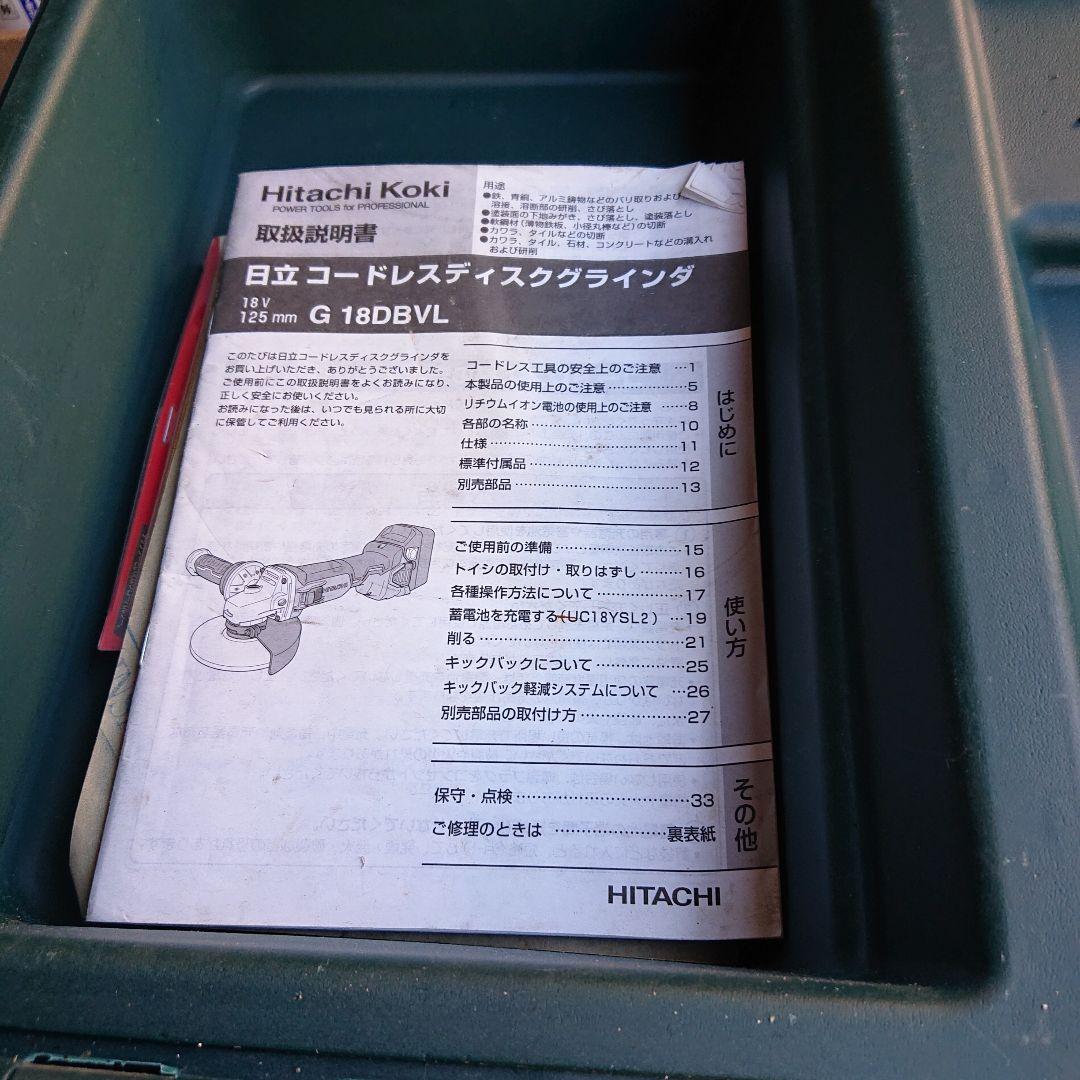 Hitachi Koki
POWER TOOLS for PROFESSIONAL
取扱説明書
用途
●鉄、青銅、アルミ鋳物などのバリ取りおよび
溶接、溶断部の研削、さび落とし
●塗装面の下地みがき、さび落とし、塗装落とし
●軟鋼材(薄物鉄板、小径丸棒など)の切断
●カワラ、タイルなどの切断
●カワラ、タイル、石材、コンクリートなどの溝入れ
および研削
日立コードレスディスクグラインダ
18V
125mm G 18DBVL
このたびは日立コードレスディスクグラインダを
お買い上げいただき、ありがとうございました。
ご使用前にこの取扱説明書をよくお読みになり、
正しく安全にお使いください。
お読みになった後は、いつでも見られる所に大切
に保管してご利用ください。
HITACHI
はじめに
コードレス工具の安全上のご注意 …1
本製品の使用上のご注意……………5
リチウムイオン電池の使用上のご注意 ……8
各部の名称……………………………10
仕様……………………………………11
標準付属品……………………………12
別売部品………………………………13
使い方
ご使用前の準備………………………15
トイシの取付け・取りはずし………16
各種操作方法について………………17
蓄電池を充電する(UC18YSL2) …19
削る……………………………………21
キックバックについて………………25
キックバック軽減システムについて …26
別売部品の取付け方…………………27
その他
保守・点検……………………………33
ご修理のときは …………………裏表紙
HITACHI